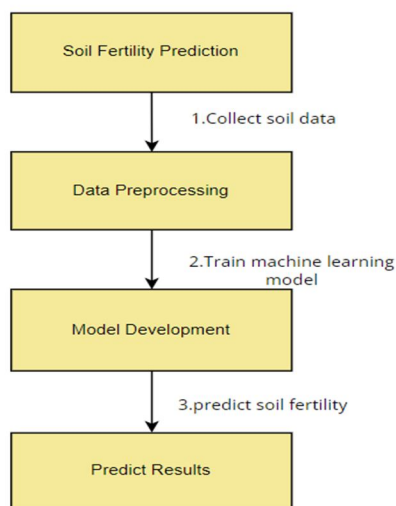 Soil Fertility Prediction
1.Collect soil data
Data Preprocessing
2.Train machine learning
model
Model Development
3.predict soil fertility
Predict Results